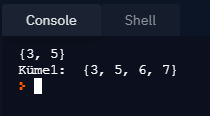 Console Shell
{3, 5}
Küme1:  {3, 5, 6, 7}
>